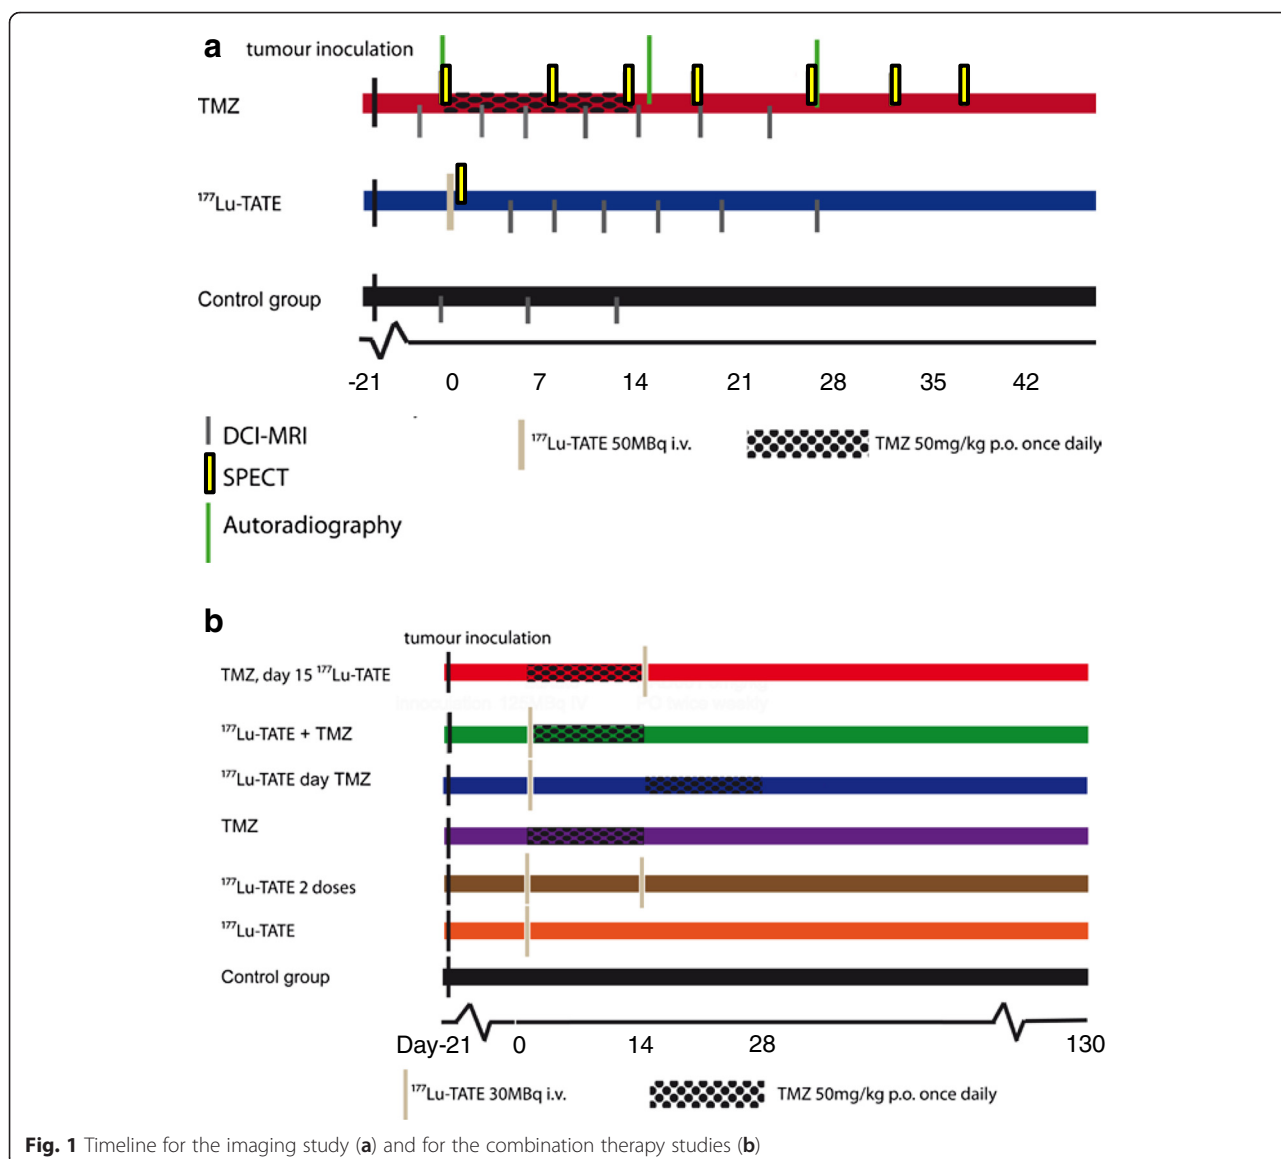 a
tumour inoculation
TMZ
¹⁷⁷Lu-TATE
Control group
-21 0 7 14 21 28 35 42
DCI-MRI
SPECT
Autoradiography
¹⁷⁷Lu-TATE 50MBq i.v.
TMZ 50mg/kg p.o. once daily
b
tumour inoculation
TMZ, day 15 ¹⁷⁷Lu-TATE
¹⁷⁷Lu-TATE + TMZ
¹⁷⁷Lu-TATE day TMZ
TMZ
¹⁷⁷Lu-TATE 2 doses
¹⁷⁷Lu-TATE
Control group
Day-21 0 14 28 130
¹⁷⁷Lu-TATE 30MBq i.v.
TMZ 50mg/kg p.o. once daily
Fig. 1 Timeline for the imaging study (a) and for the combination therapy studies (b)